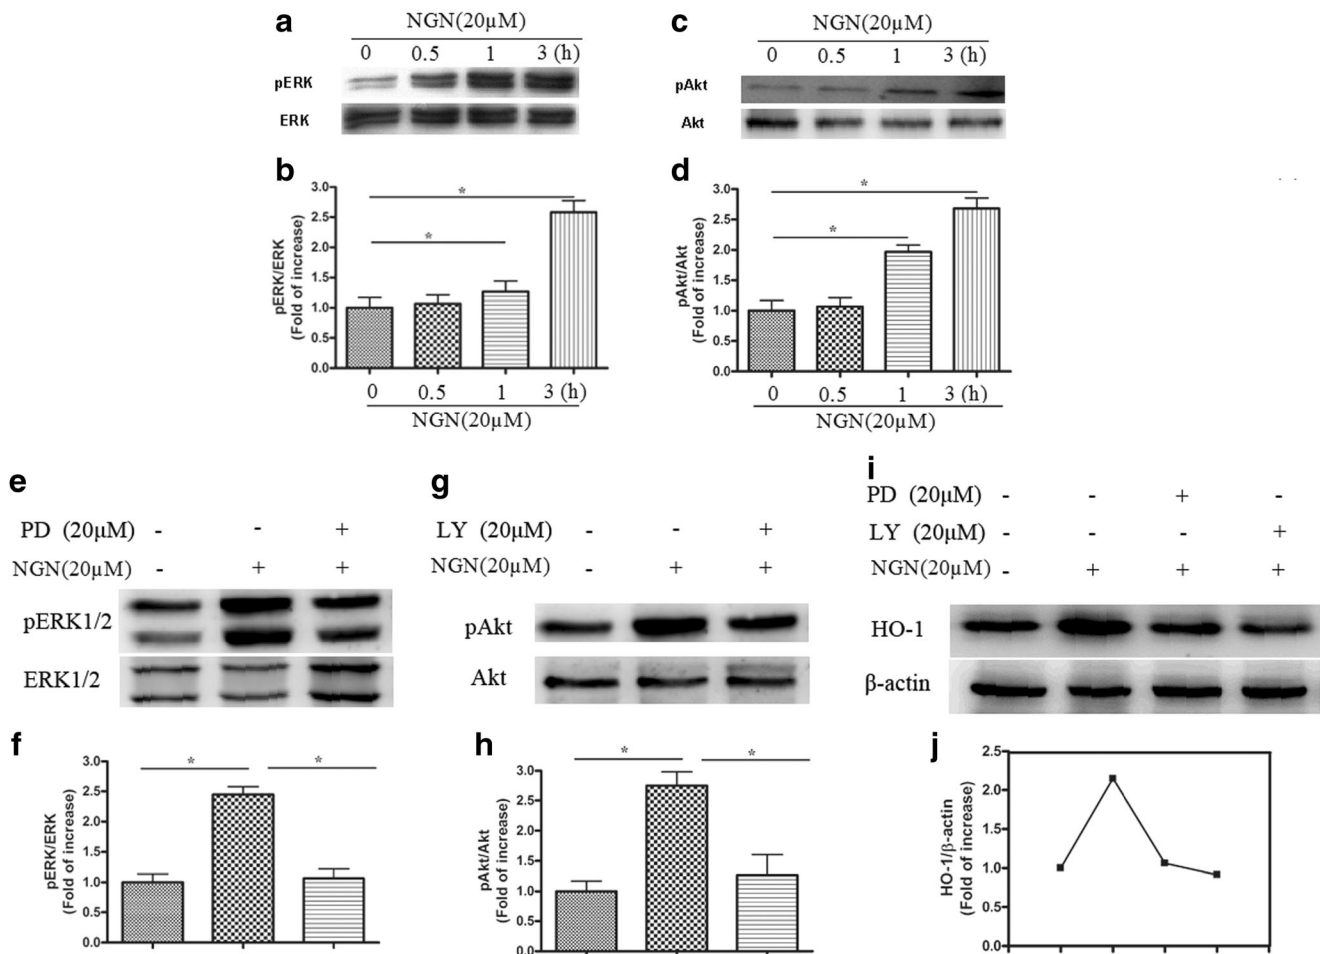 a
NGN(20µM)
0 0.5 1 3 (h)
pERK
ERK
b
pERK/ERK
(Fold of increase)
3.0
2.5
2.0
1.5
1.0
0.5
0.0
*
*
0 0.5 1 3 (h)
NGN(20µM)
c
NGN(20µM)
0 0.5 1 3 (h)
pAkt
Akt
d
pAkt/Akt
(Fold of increase)
3.0
2.5
2.0
1.5
1.0
0.5
0.0
*
*
0 0.5 1 3 (h)
NGN(20µM)
e
PD (20µM) - - +
NGN(20µM) - + +
pERK1/2
ERK1/2
f
pERK/ERK
(Fold of increase)
3.0
2.5
2.0
1.5
1.0
0.5
0.0
* *
g
LY (20µM) - - +
NGN(20µM) - + +
pAkt
Akt
h
pAkt/Akt
(Fold of increase)
3.0
2.5
2.0
1.5
1.0
0.5
0.0
* *
i
PD (20µM) - - + -
LY (20µM) - - - +
NGN(20µM) - + + +
HO-1
β-actin
j
HO-1/β-actin
(Fold of increase)
2.5
2.0
1.5
1.0
0.5
0.0